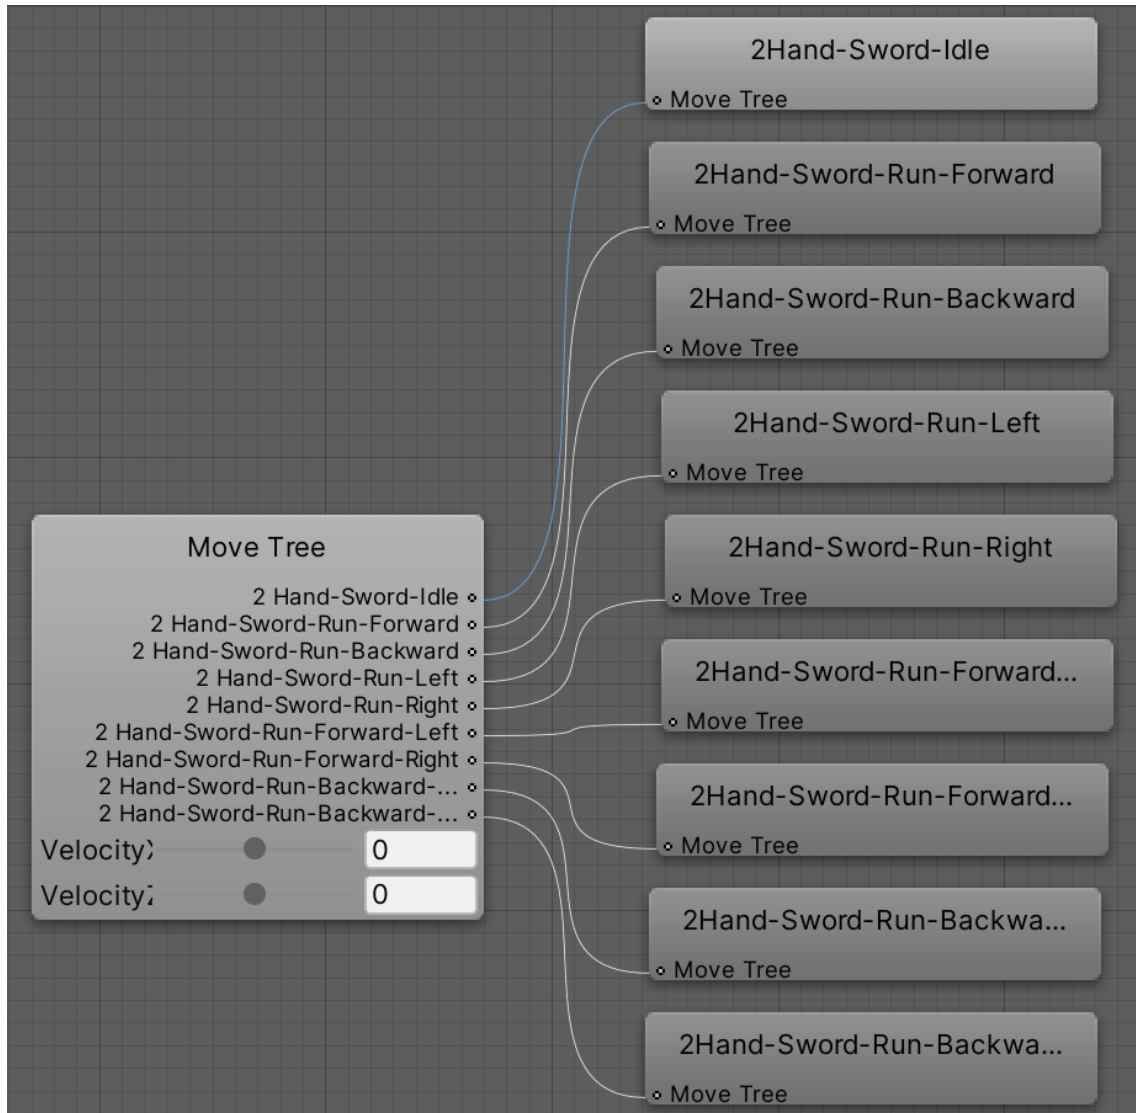 2Hand-Sword-Idle
Move Tree
2Hand-Sword-Run-Forward
Move Tree
2Hand-Sword-Run-Backward
Move Tree
2Hand-Sword-Run-Left
Move Tree
2Hand-Sword-Run-Right
Move Tree
2Hand-Sword-Run-Forward...
Move Tree
2Hand-Sword-Run-Forward...
Move Tree
2Hand-Sword-Run-Backwa...
Move Tree
2Hand-Sword-Run-Backwa...
Move Tree
Move Tree
2 Hand-Sword-Idle
2 Hand-Sword-Run-Forward
2 Hand-Sword-Run-Backward
2 Hand-Sword-Run-Left
2 Hand-Sword-Run-Right
2 Hand-Sword-Run-Forward-Left
2 Hand-Sword-Run-Forward-Right
2 Hand-Sword-Run-Backward-...
2 Hand-Sword-Run-Backward-...
VelocityX 0
VelocityZ 0